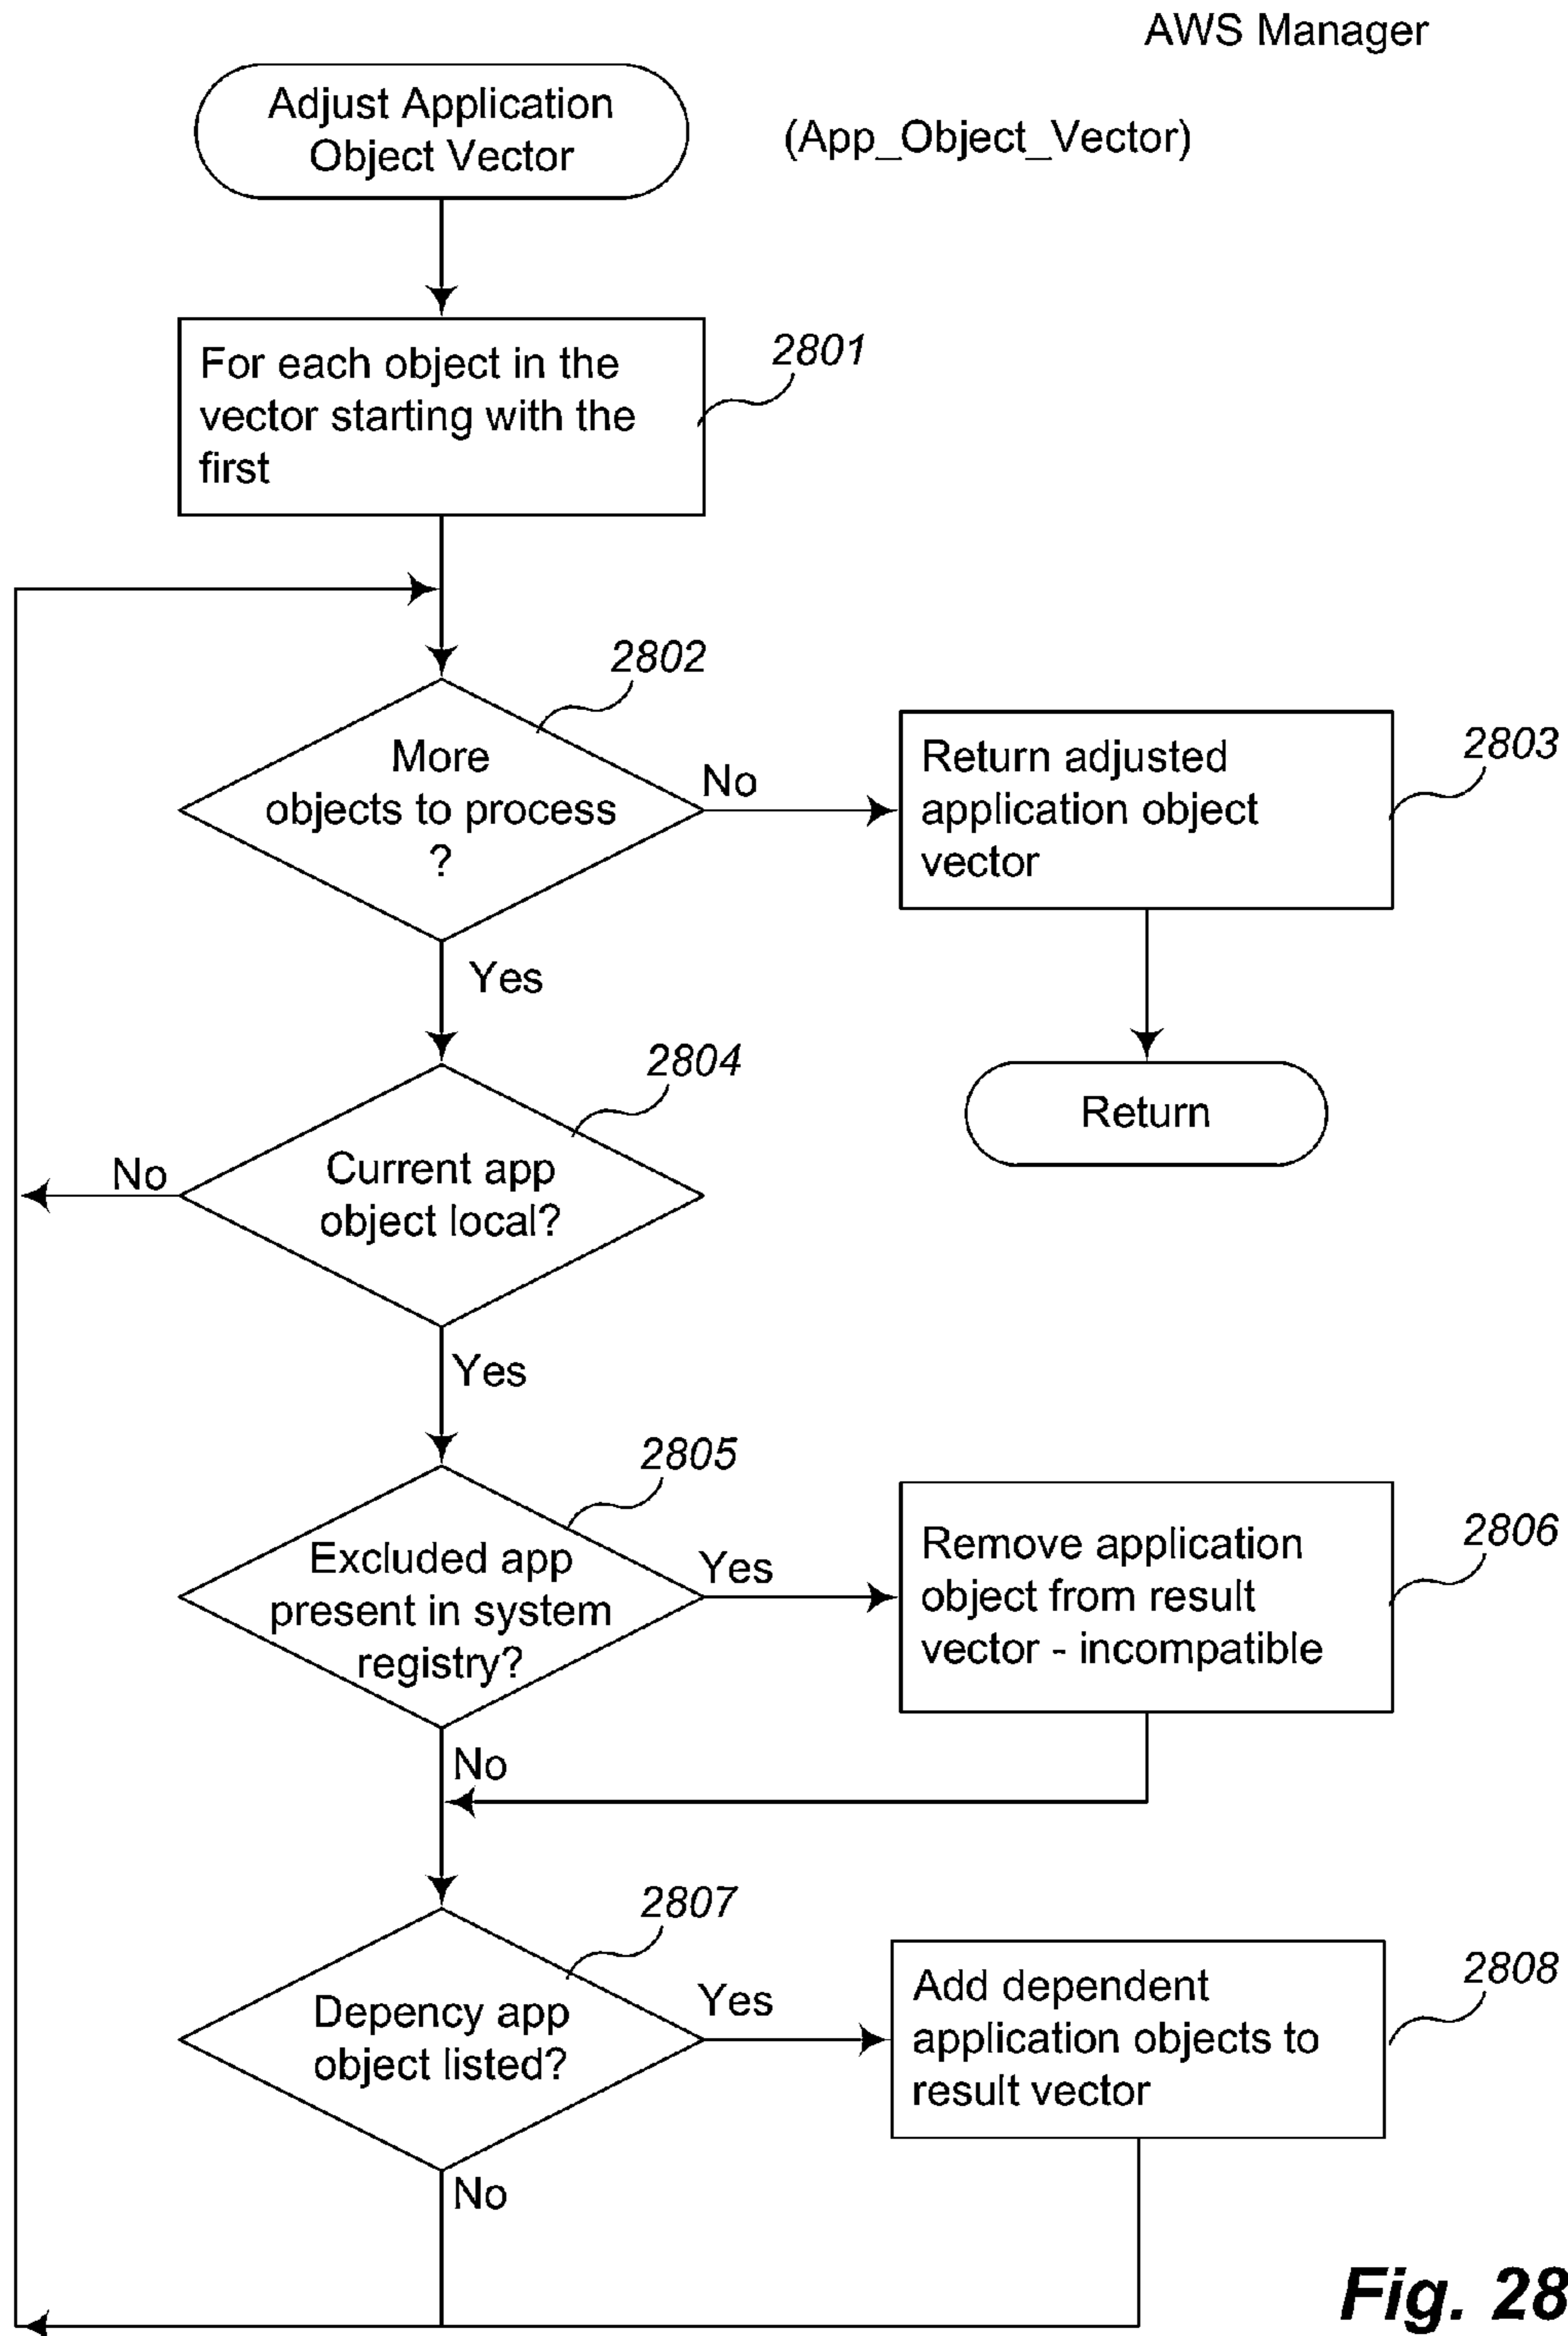 AWS Manager
Adjust Application
Object Vector
(App_Object_Vector)
For each object in the
vector starting with the
first
2801
2802
More
objects to process
?
No
Return adjusted
application object
vector
2803
Yes
Return
2804
Current app
object local?
No
Yes
2805
Excluded app
present in system
registry?
Yes
Remove application
object from result
vector - incompatible
2806
No
2807
Depency app
object listed?
Yes
Add dependent
application objects to
result vector
2808
No
Fig. 28